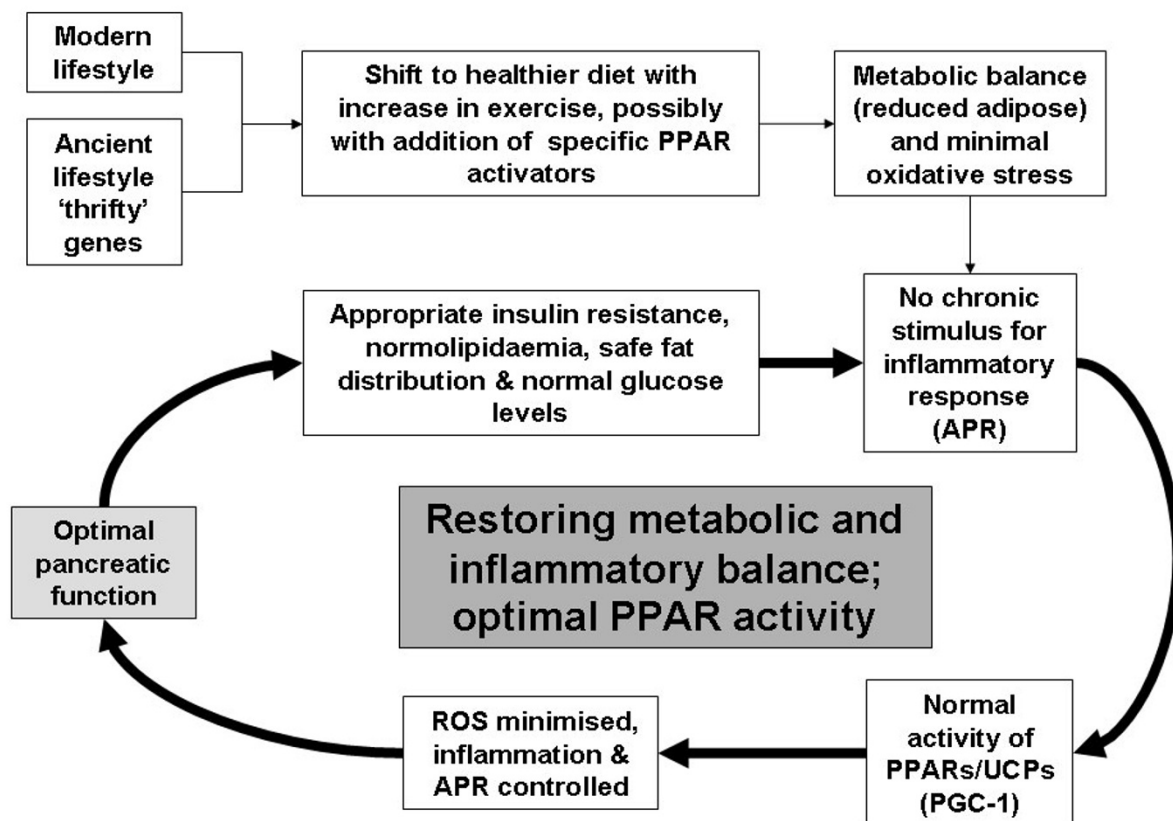 Modern
lifestyle
Ancient
lifestyle
‘thrifty’
genes
Shift to healthier diet with
increase in exercise, possibly
with addition of specific PPAR
activators
Metabolic balance
(reduced adipose)
and minimal
oxidative stress
Appropriate insulin resistance,
normolipidaemia, safe fat
distribution & normal glucose
levels
No chronic
stimulus for
inflammatory
response
(APR)
Optimal
pancreatic
function
Restoring metabolic and
inflammatory balance;
optimal PPAR activity
ROS minimised,
inflammation &
APR controlled
Normal
activity of
PPARs/UCPs
(PGC-1)